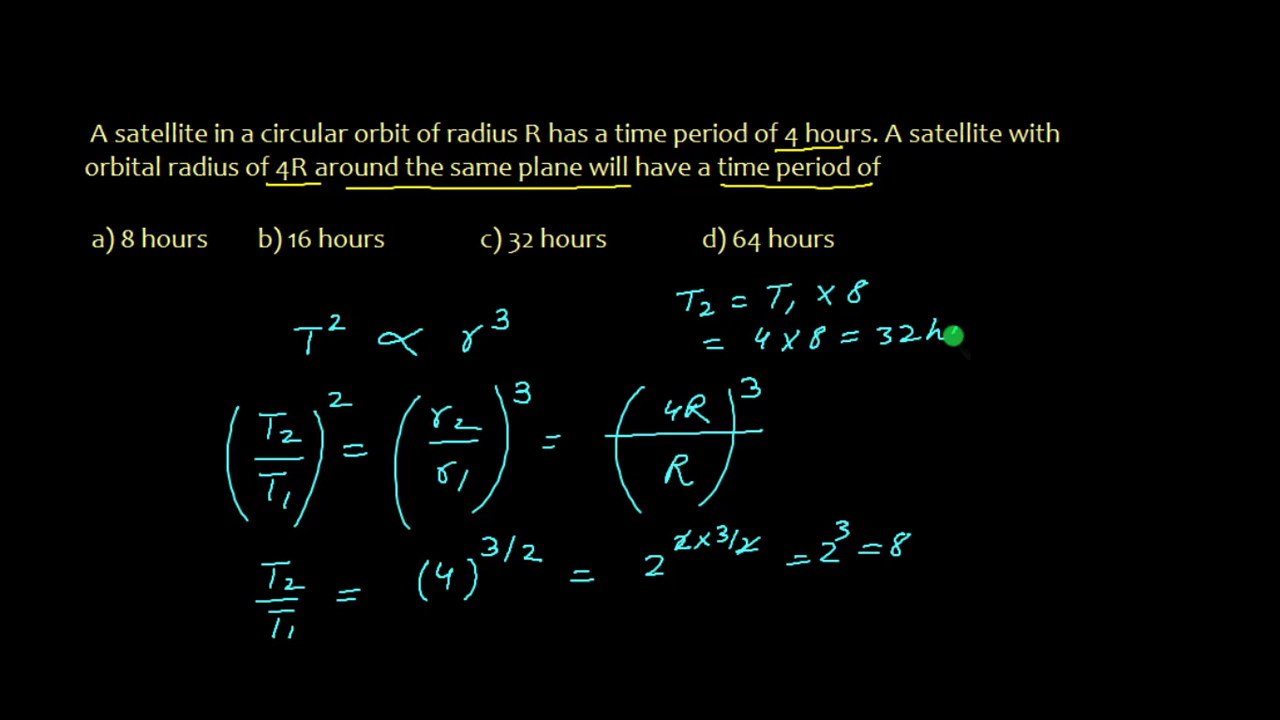 A satellite in a circular orbit of radius R has a time period of 4 hours. A satellite with
orbital radius of 4R around the same plane will have a time period of
a) 8 hours b) 16 hours c) 32 hours d) 64 hours
T₂ = T₁ × 8
= 4 × 8 = 32 h
T² ∝ r³
(T₂/T₁)² = (r₂/r₁)³ = (4R/R)³
T₂/T₁ = (4)^3/2 = 2^2×3/2 = 2³ = 8